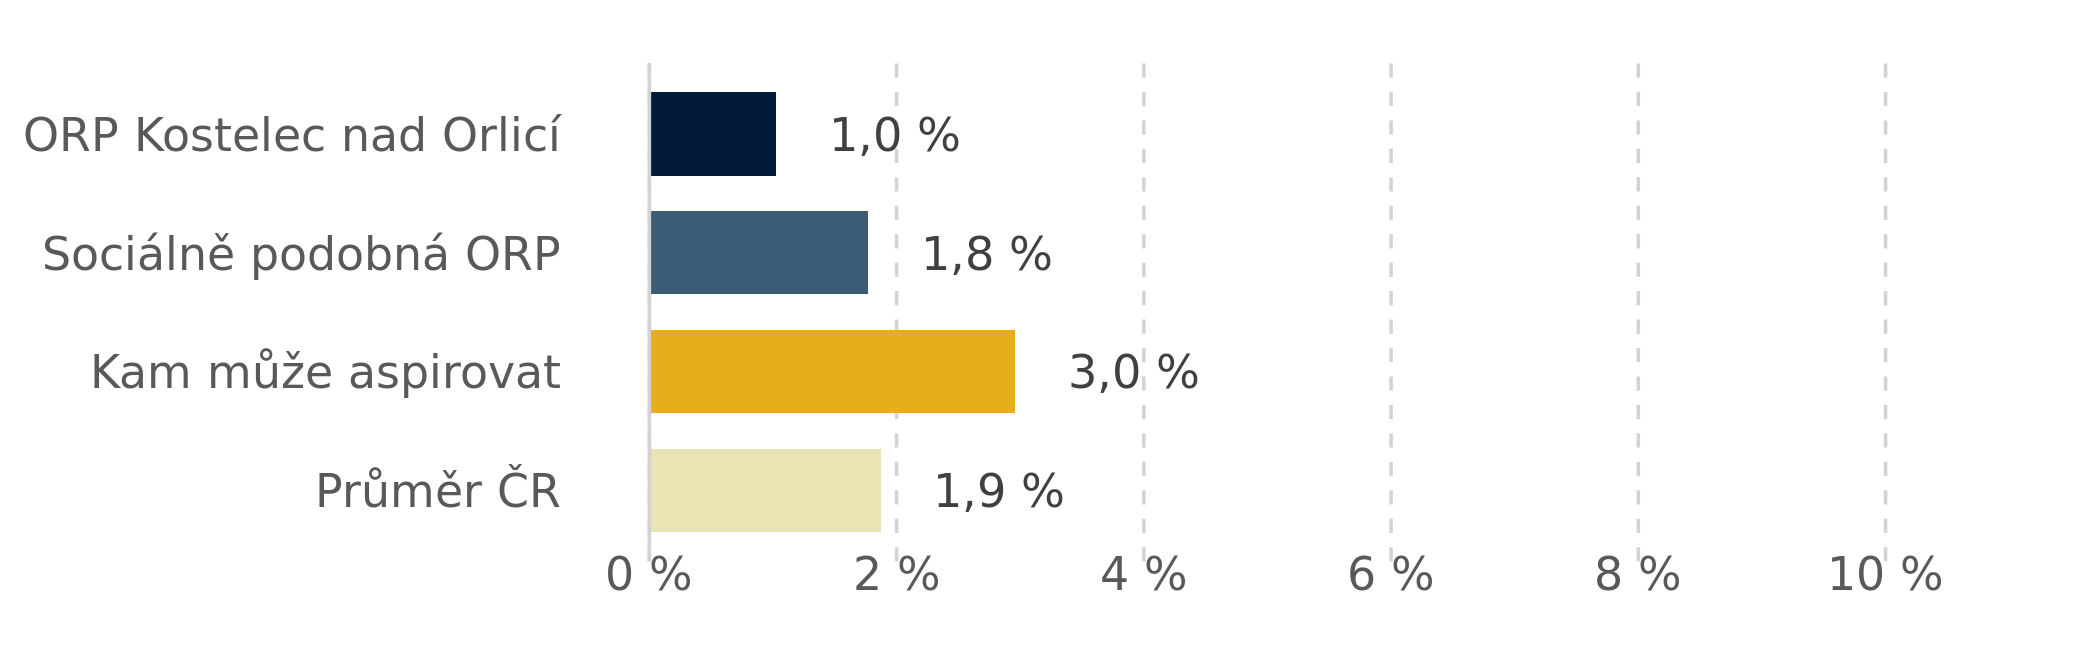 ORP Kostelec nad Orlicí 1,0 %
Sociálně podobná ORP 1,8 %
Kam může aspirovat 3,0 %
Průměr ČR 1,9 %
0 % 2 % 4 % 6 % 8 % 10 %